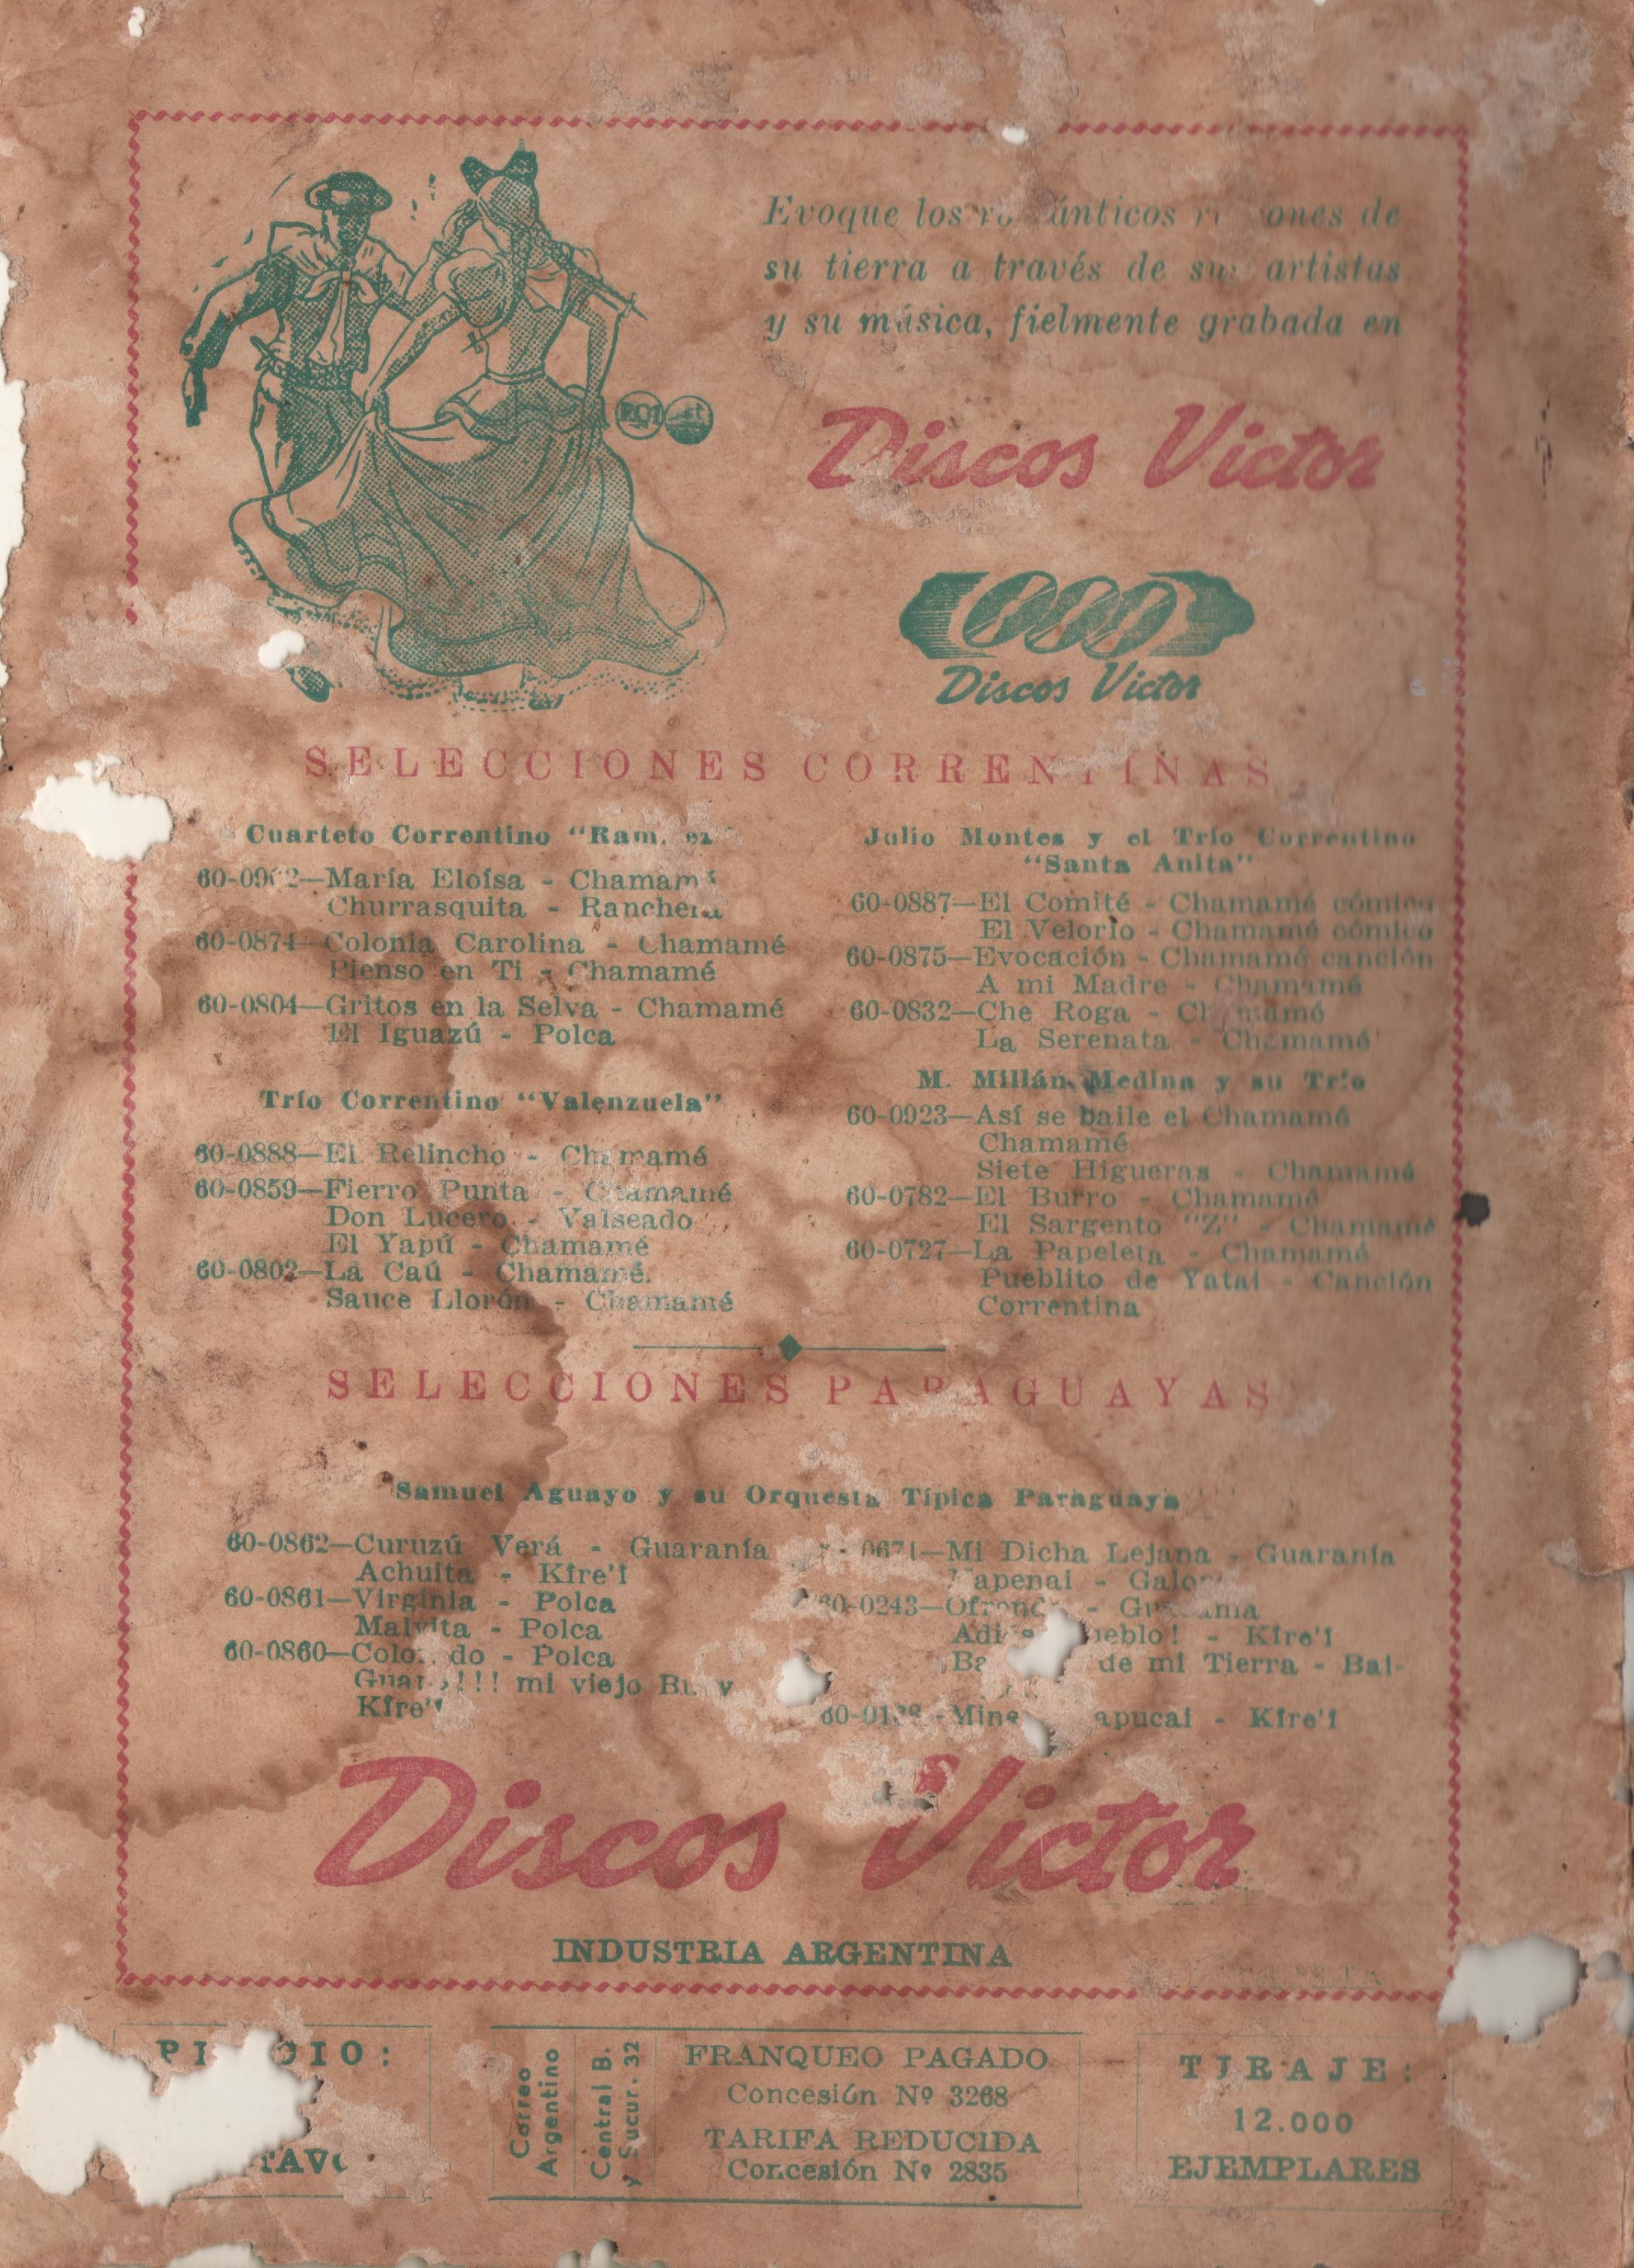 Evoque los de
su tierra a través de sus artistas
y su música, fielmente grabada en
Discos Victor
Discos Victor
SELECCIONES CORRENTINAS
Cuarteto Correntino
María Eloísa - Chamamé
Churrasquita - Ranchera
60-0874—Colonia Carolina - Chamamé
Pienso en Ti - Chamamé
60-0804—Gritos en la Selva - Chamamé
El Iguazú - Polca
Trío Correntino "Valenzuela"
60-0888—El Relincho - Chamamé
60-0859—Fierro Punta - Chamamé
Don Lucero - Valseado
El Yapú - Chamamé
60-0802—La Caú - Chamamé.
Sauce Llorón - Chamamé
Julio Montes y el Trío Correntino
"Santa Anita"
60-0887—El Comité - Chamamé cómico
El Velorio - Chamamé cómico
60-0875—Evocación - Chamamé canción
A mi Madre - Chamamé
60-0832—Che Roga - Chamamé
La Serenata - Chamamé
M. Millán Medina y su Trío
60-0923—Así se baile el Chamamé
Chamamé
Siete Higueras - Chamamé
60-0782—El Burro - Chamamé
El Sargento "Z" - Chamamé
60-0727—La Papeleta - Chamamé
Pueblito de Yatai - Canción
Correntina
SELECCIONES PARAGUAYAS
Samuel Aguayo y su Orquesta Típica Paraguaya
60-0862—Curuzú Verá - Guaranía
Achuita - Kîre'î
60-0861—Virginia - Polca
Malvita - Polca
60-0860— - Polca
mi viejo
Kîre'î
0671—Mi Dicha Lejana - Guaranía
- Galopa
60-0243—Ofrenda - Guarania
- Kîre'î
de mi Tierra - Bai-
- Kîre'î
Discos Victor
INDUSTRIA ARGENTINA
Correo
Argentino
Central B.
y Sucur. 32
FRANQUEO PAGADO
Concesión Nº 3268
TARIFA REDUCIDA
Concesión Nº 2835
TIRAJE:
12.000
EJEMPLARES